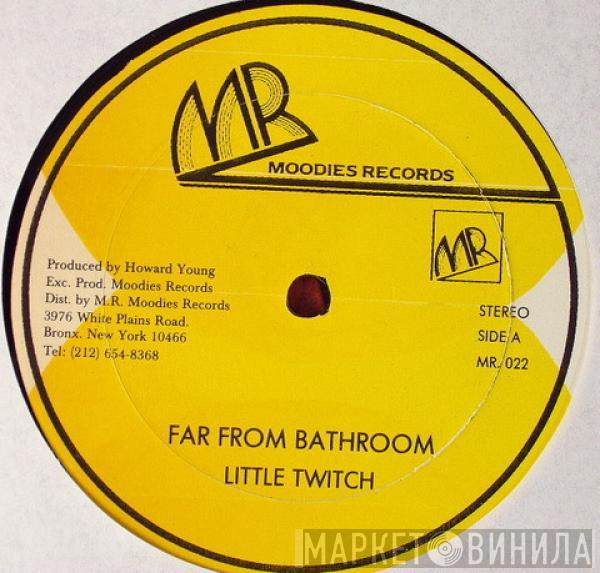 MR
MOODIES RECORDS
MR
Produced by Howard Young
Exc. Prod. Moodies Records
Dist. by M.R. Moodies Records
3976 White Plains Road.
Bronx. New York 10466
Tel: (212) 654-8368
STEREO
SIDE A
MR. 022
FAR FROM BATHROOM
LITTLE TWITCH
МАРКЕТ ВИНИЛА